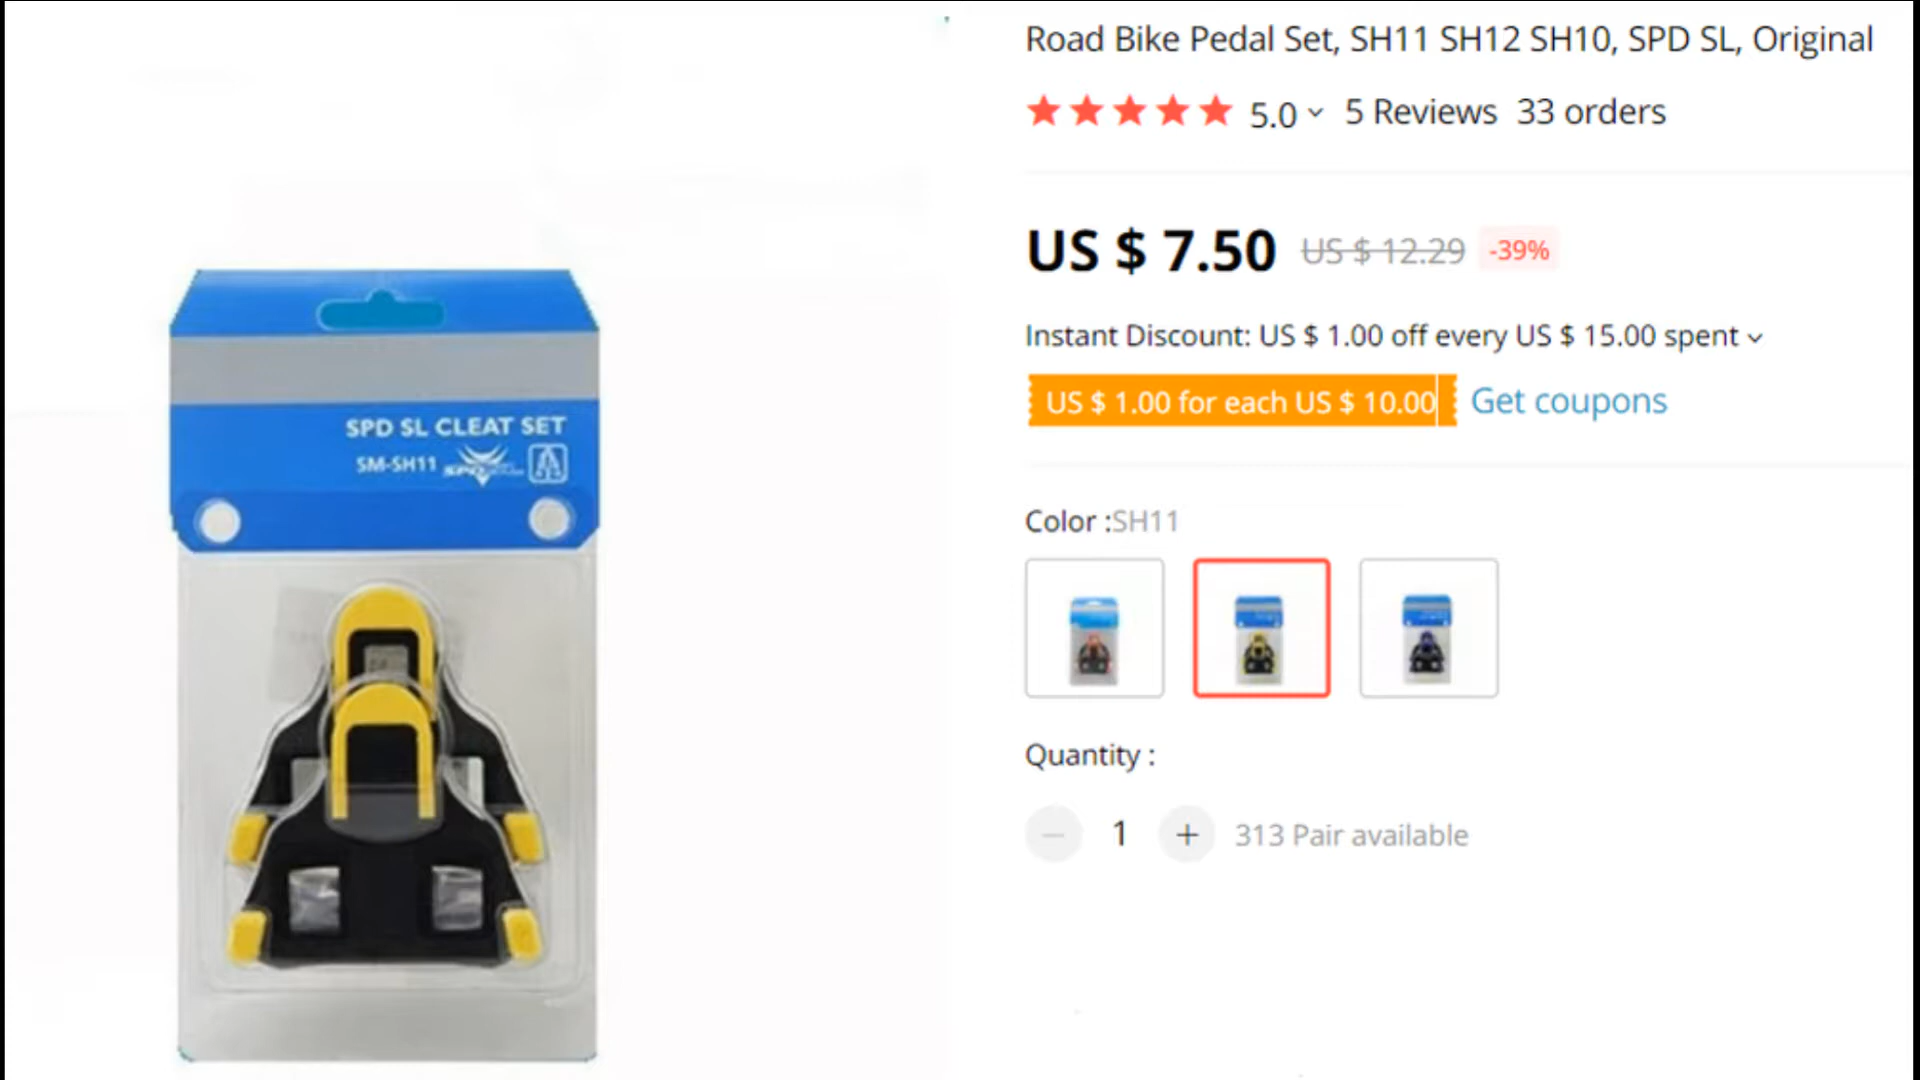 Road Bike Pedal Set, SH11 SH12 SH10, SPD SL, Original
5.0 5 Reviews 33 orders
US $ 7.50 US $ 12.29 -39%
Instant Discount: US $ 1.00 off every US $ 15.00 spent
US $ 1.00 for each US $ 10.00 Get coupons
SPD SL CLEAT SET
SM-SH11
Color :SH11
Quantity :
1 313 Pair available